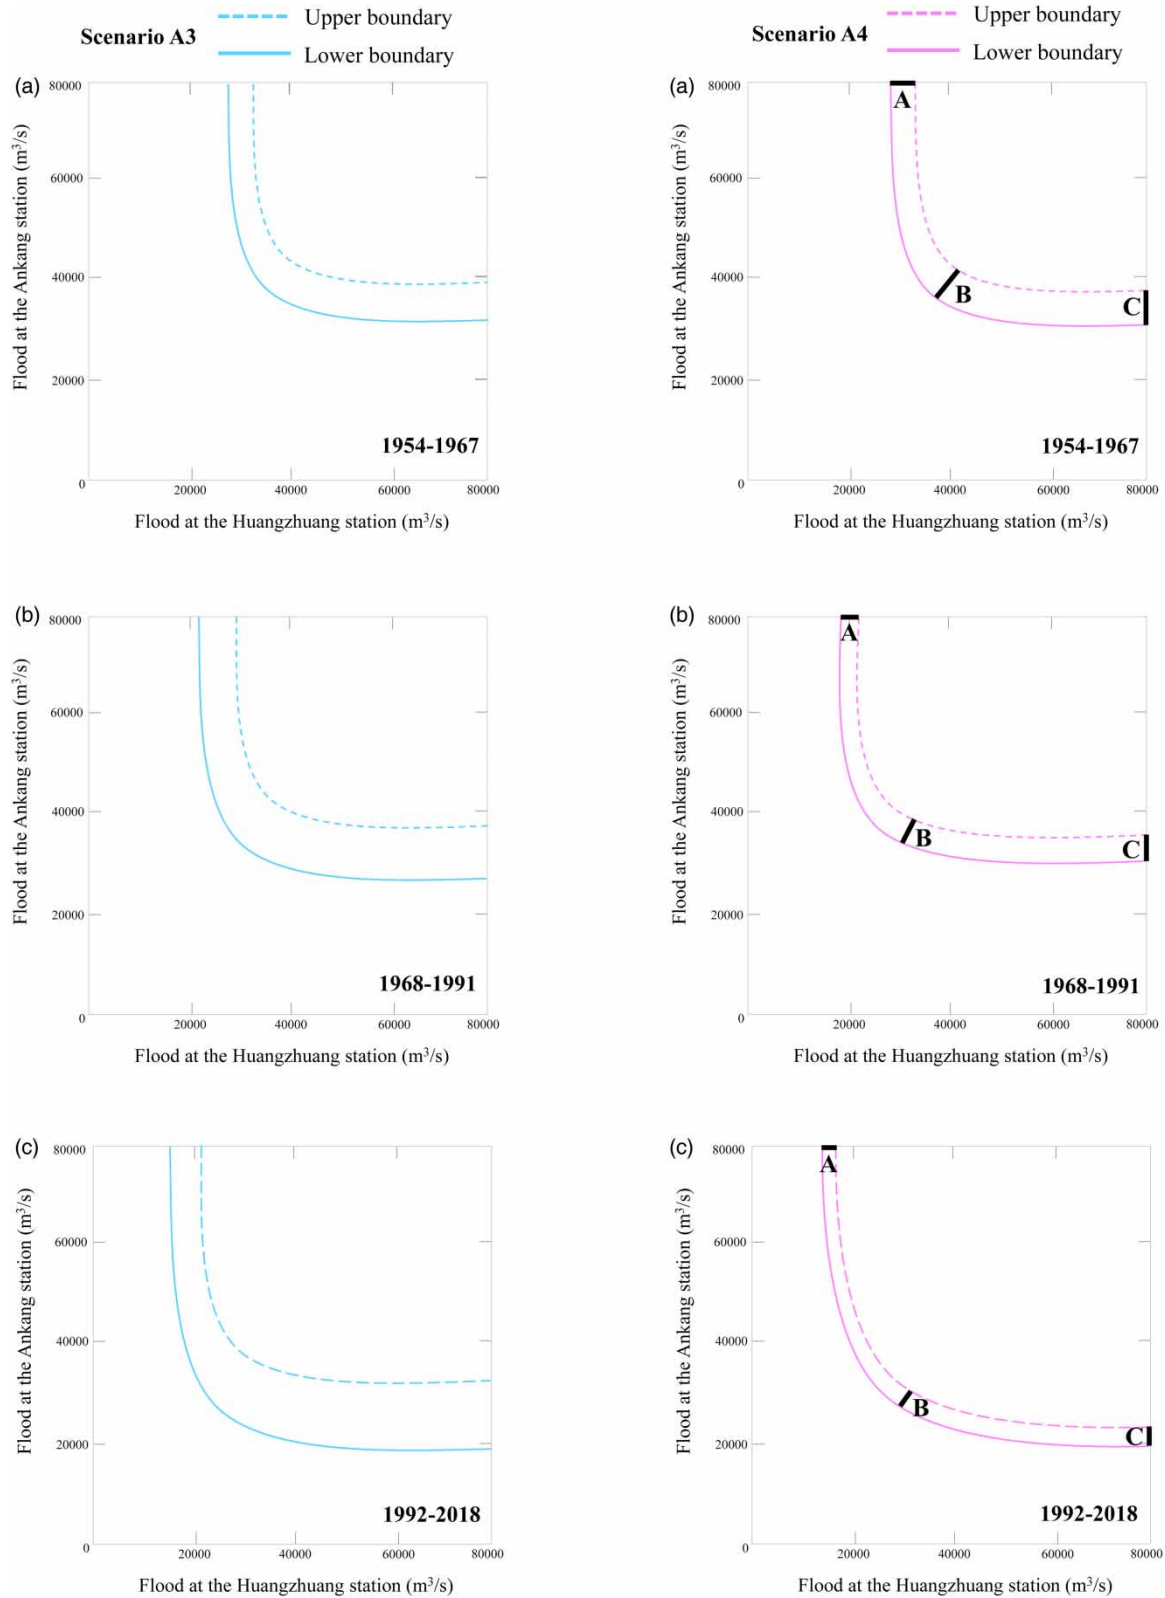 Scenario A3
Upper boundary
Lower boundary
Scenario A4
Upper boundary
Lower boundary
(a)
80000
60000
40000
20000
0
Flood at the Ankang station (m³/s)
1954-1967
20000 40000 60000 80000
Flood at the Huangzhuang station (m³/s)
(a)
80000
60000
40000
20000
0
Flood at the Ankang station (m³/s)
A
B
C
1954-1967
20000 40000 60000 80000
Flood at the Huangzhuang station (m³/s)
(b)
80000
60000
40000
20000
0
Flood at the Ankang station (m³/s)
1968-1991
20000 40000 60000 80000
Flood at the Huangzhuang station (m³/s)
(b)
80000
60000
40000
20000
0
Flood at the Ankang station (m³/s)
A
B
C
1968-1991
20000 40000 60000 80000
Flood at the Huangzhuang station (m³/s)
(c)
80000
60000
40000
20000
0
Flood at the Ankang station (m³/s)
1992-2018
20000 40000 60000 80000
Flood at the Huangzhuang station (m³/s)
(c)
80000
60000
40000
20000
0
Flood at the Ankang station (m³/s)
A
B
C
1992-2018
20000 40000 60000 80000
Flood at the Huangzhuang station (m³/s)